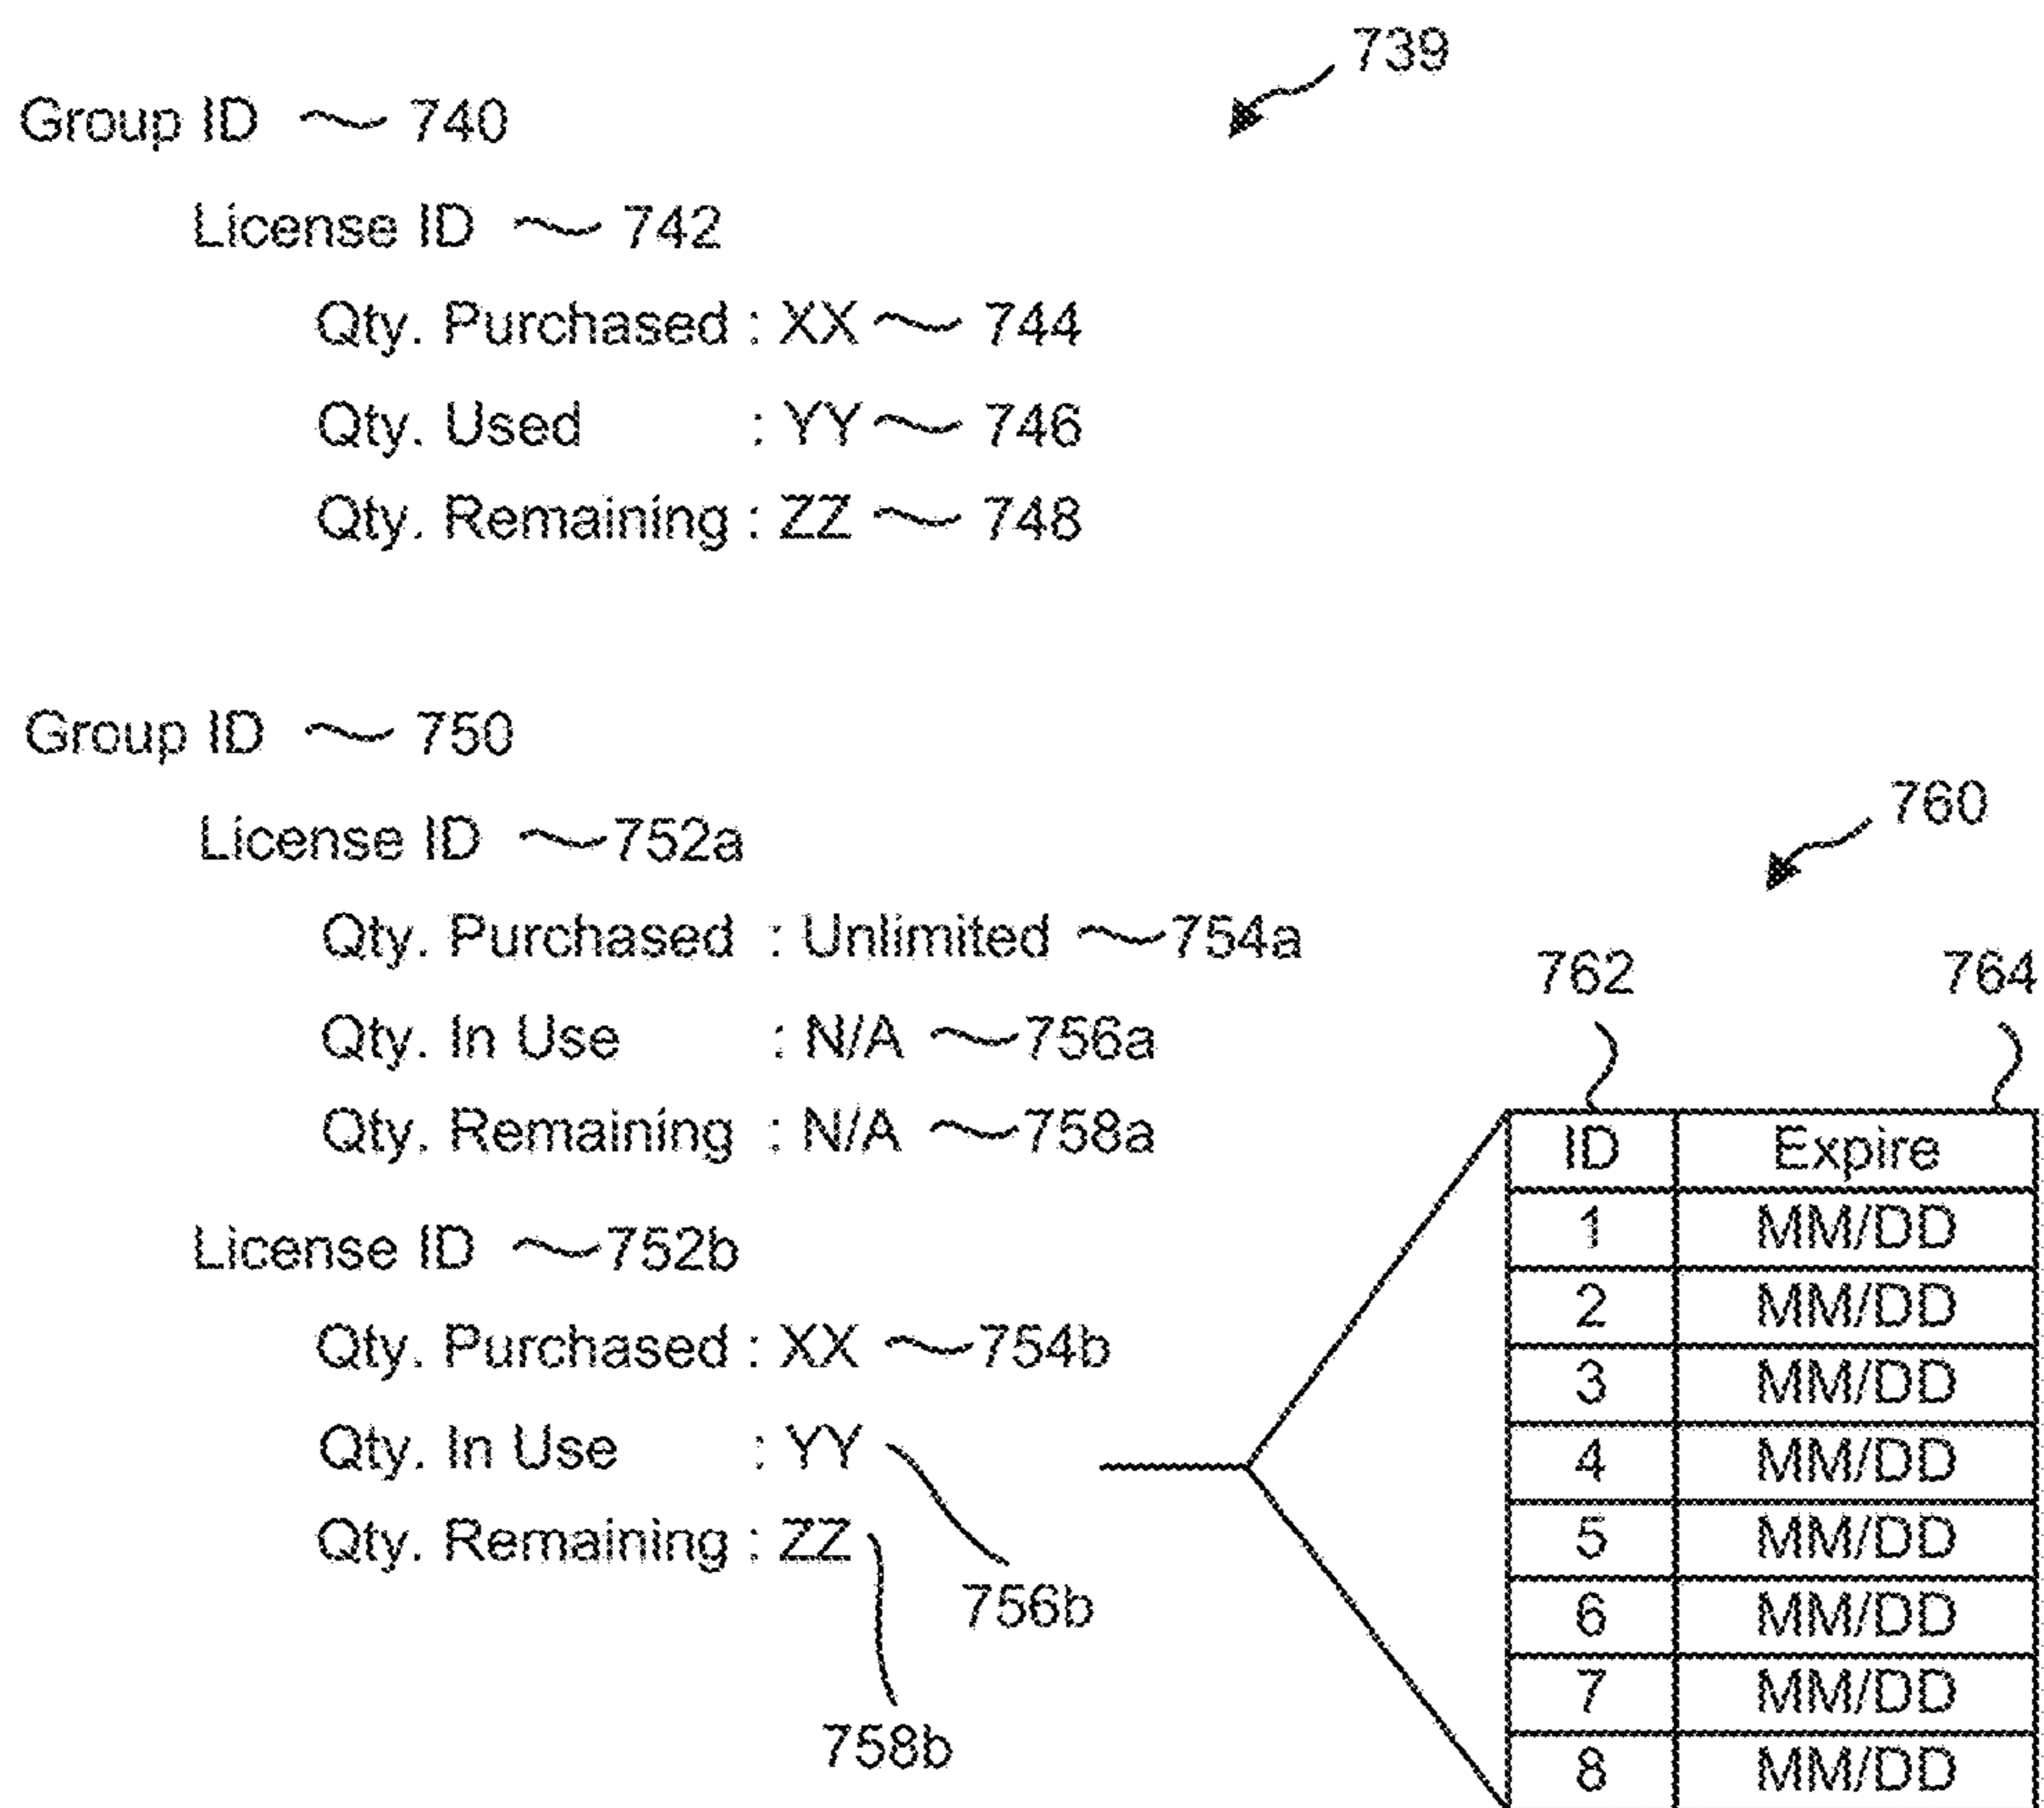 739
Group ID 740
License ID 742
Qty. Purchased : XX 744
Qty. Used : YY 746
Qty. Remaining : ZZ 748
Group ID 750
License ID 752a
Qty. Purchased : Unlimited 754a
Qty. In Use : N/A 756a
Qty. Remaining : N/A 758a
License ID 752b
Qty. Purchased : XX 754b
Qty. In Use : YY
756b
Qty. Remaining : ZZ
758b
760
762 764
ID Expire
1 MM/DD
2 MM/DD
3 MM/DD
4 MM/DD
5 MM/DD
6 MM/DD
7 MM/DD
8 MM/DD